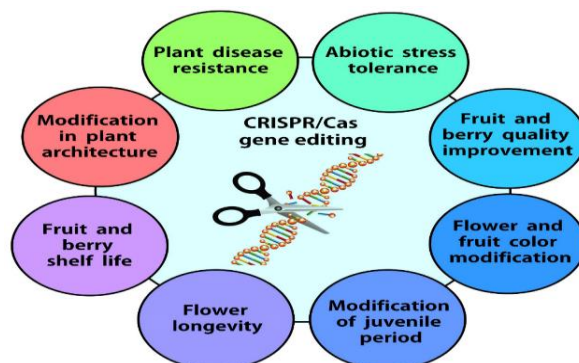 Plant disease
resistance
Abiotic stress
tolerance
Modification
in plant
architecture
CRISPR/Cas
gene editing
Fruit and
berry quality
improvement
Fruit and
berry
shelf life
Flower and
fruit color
modification
Flower
longevity
Modification
of juvenile
period